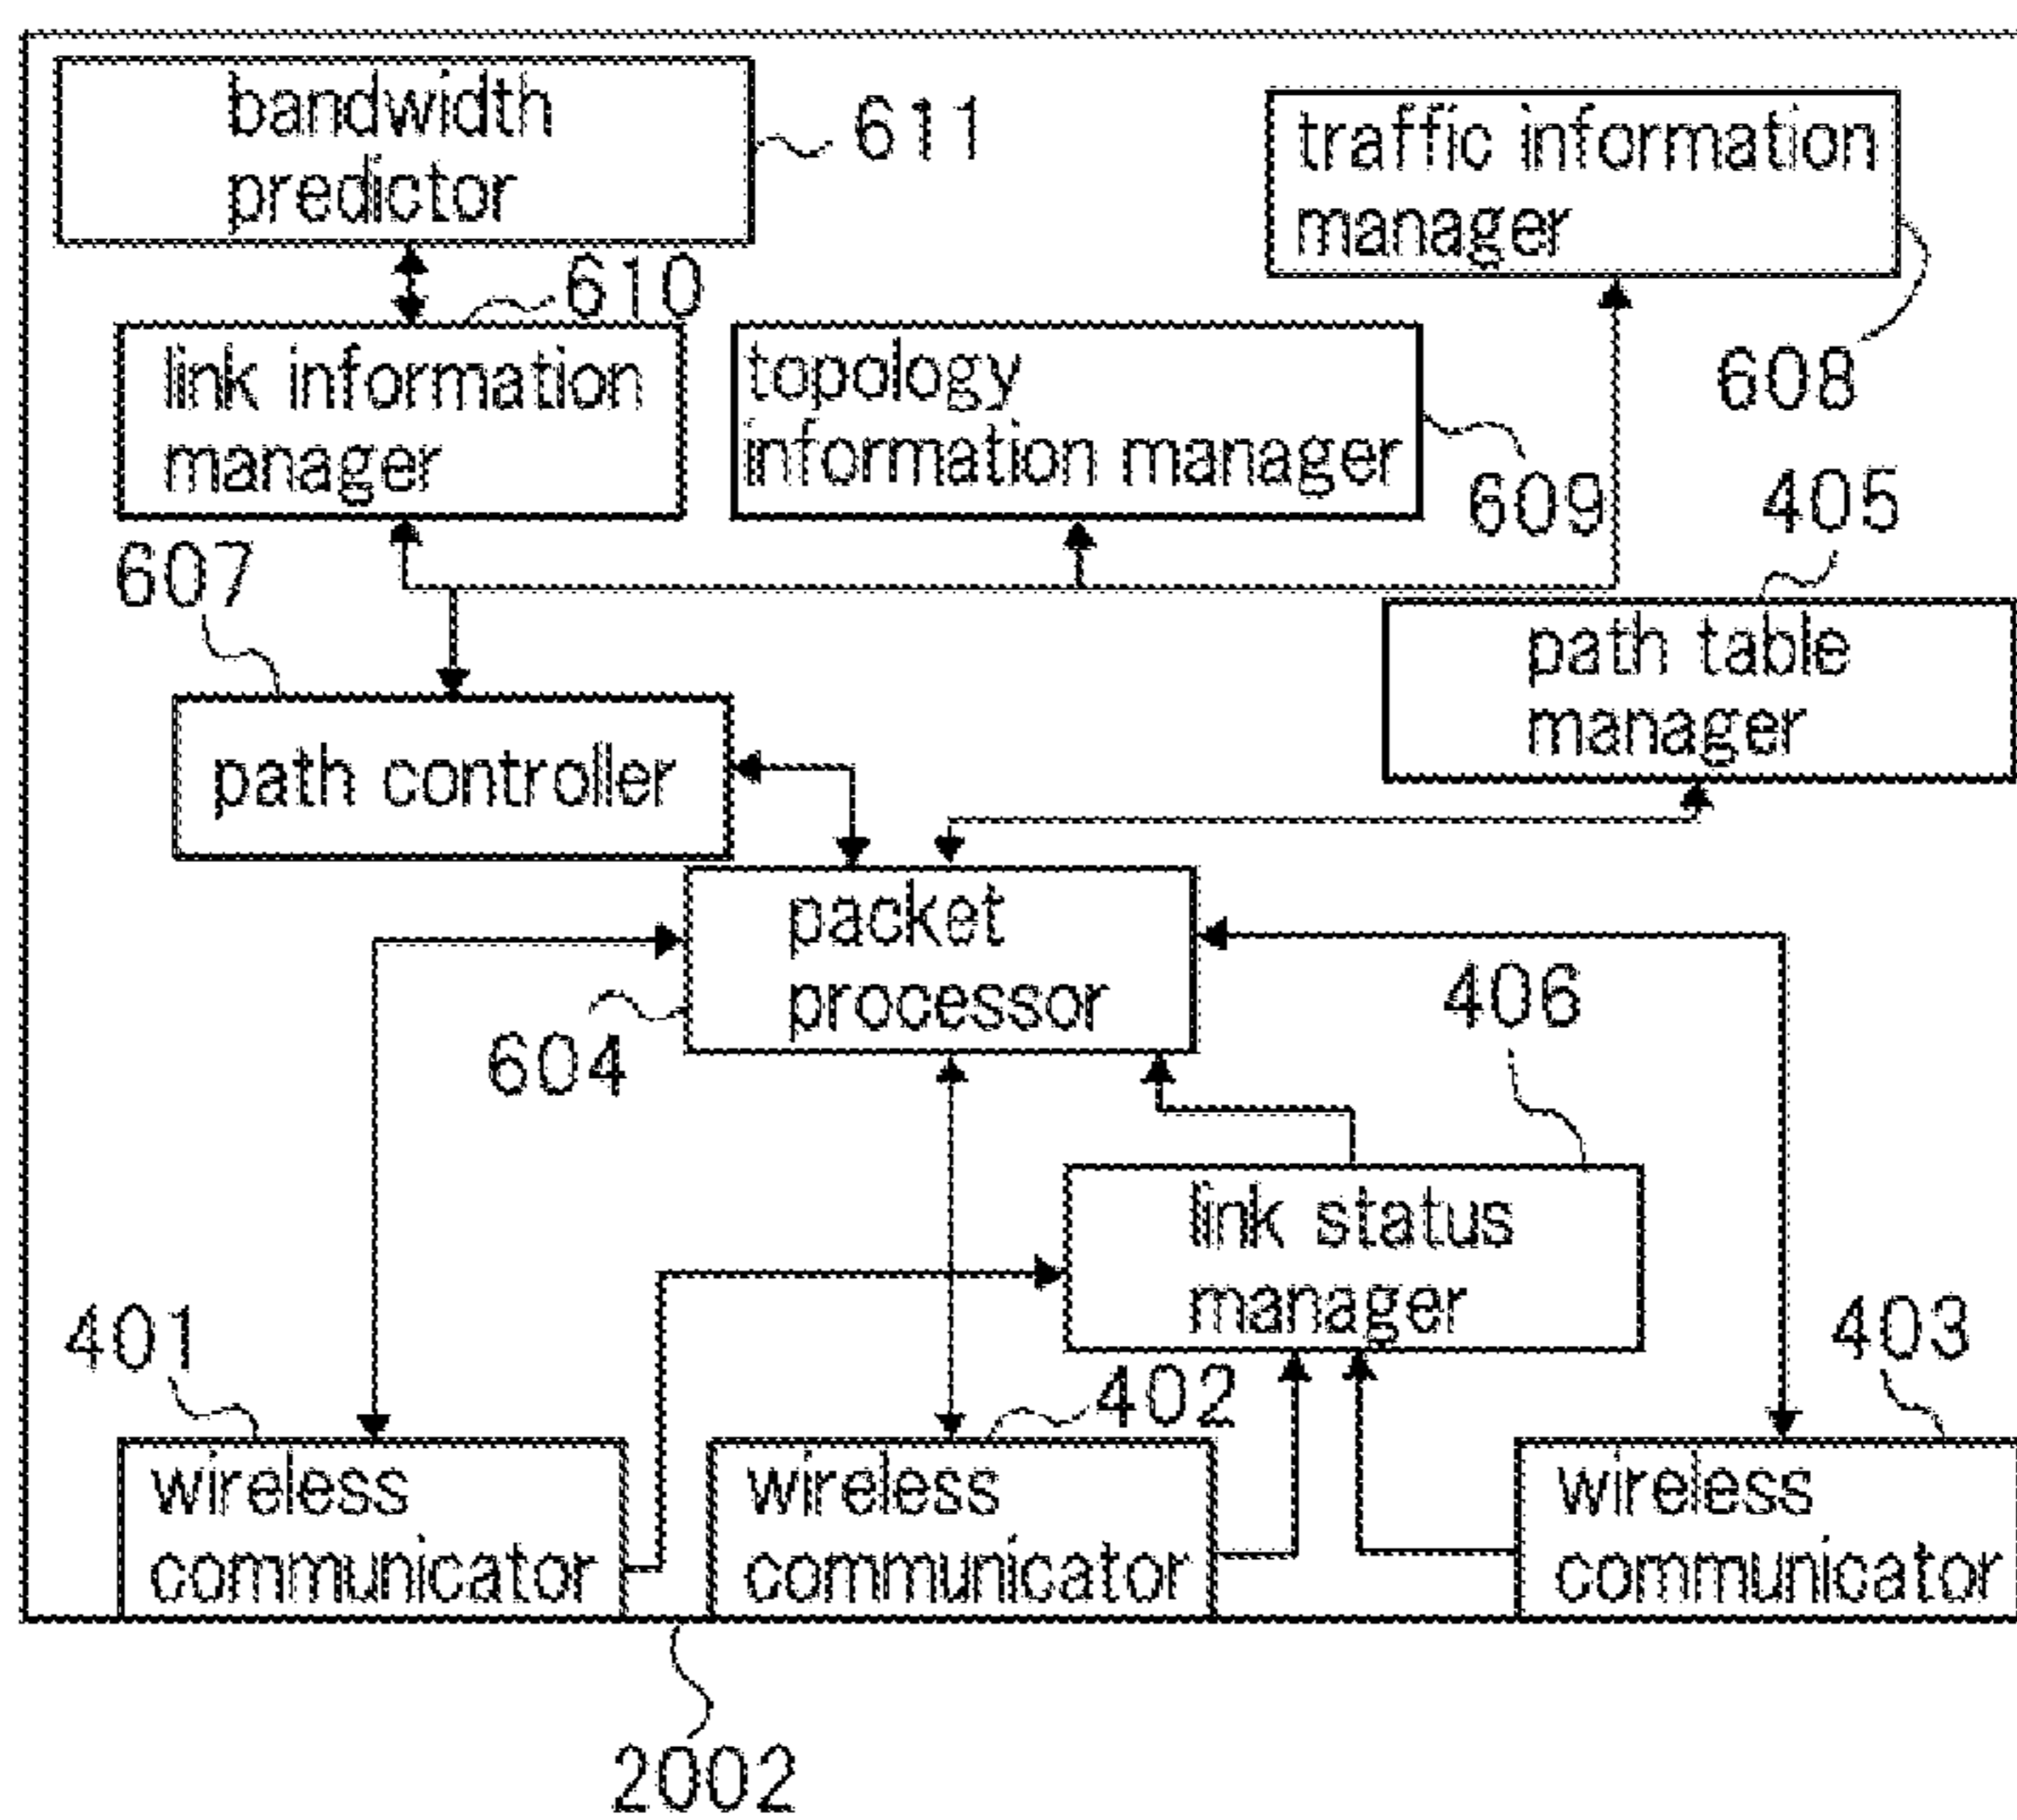 bandwidth
predictor
611
traffic information
manager
610
608
link information
manager
topology
information manager
609
405
607
path table
manager
path controller
packet
processor
406
604
link status
manager
401
402
403
wireless
communicator
wireless
communicator
wireless
communicator
2002